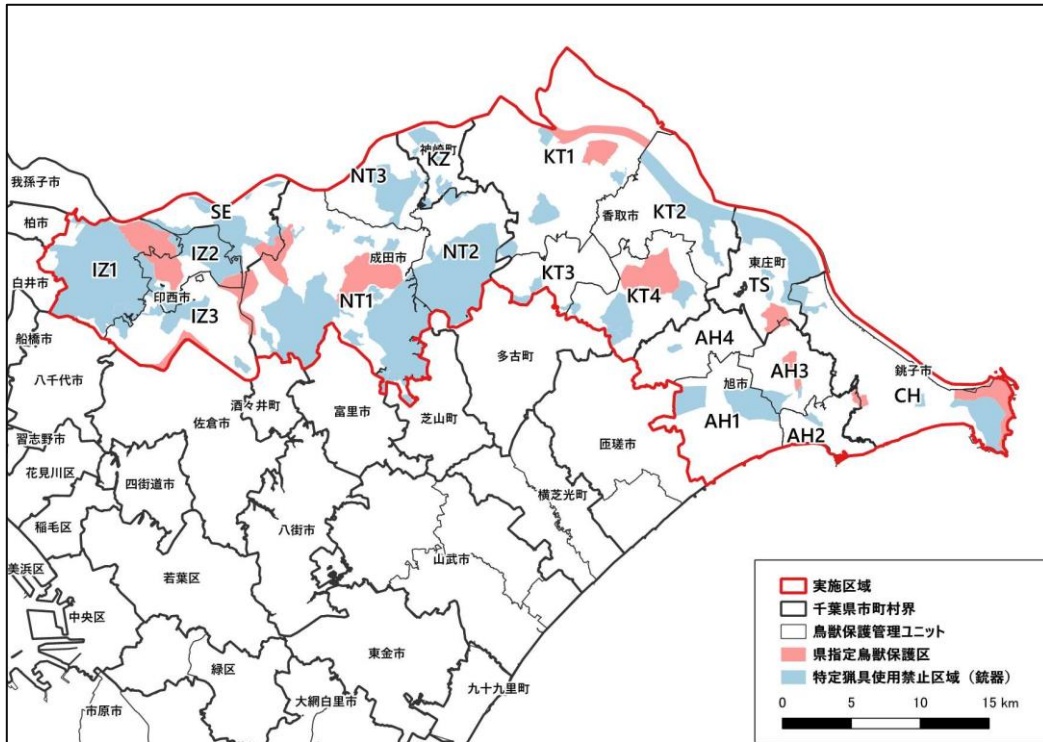 神崎町
KZ
KT1
NT3
我孫子市
SE
柏市
香取市
KT2
IZ2
IZ1
成田市
NT2
東庄町
白井市
KT3
TS
印西市
NT1
KT4
IZ3
船橋市
AH4
多古町
銚子市
八千代市
AH3
旭市
酒々井町
CH
佐倉市
富里市
芝山町
AH1
習志野市
匝瑳市
AH2
花見川区
四街道市
横芝光町
稲毛区
八街市
山武市
美浜区
若葉区
中央区
東金市
緑区
九十九里町
大網白里市
市原市
実施区域
千葉県市町村界
鳥獣保護管理ユニット
県指定鳥獣保護区
特定猟具使用禁止区域（銃器）
0 5 10 15 km